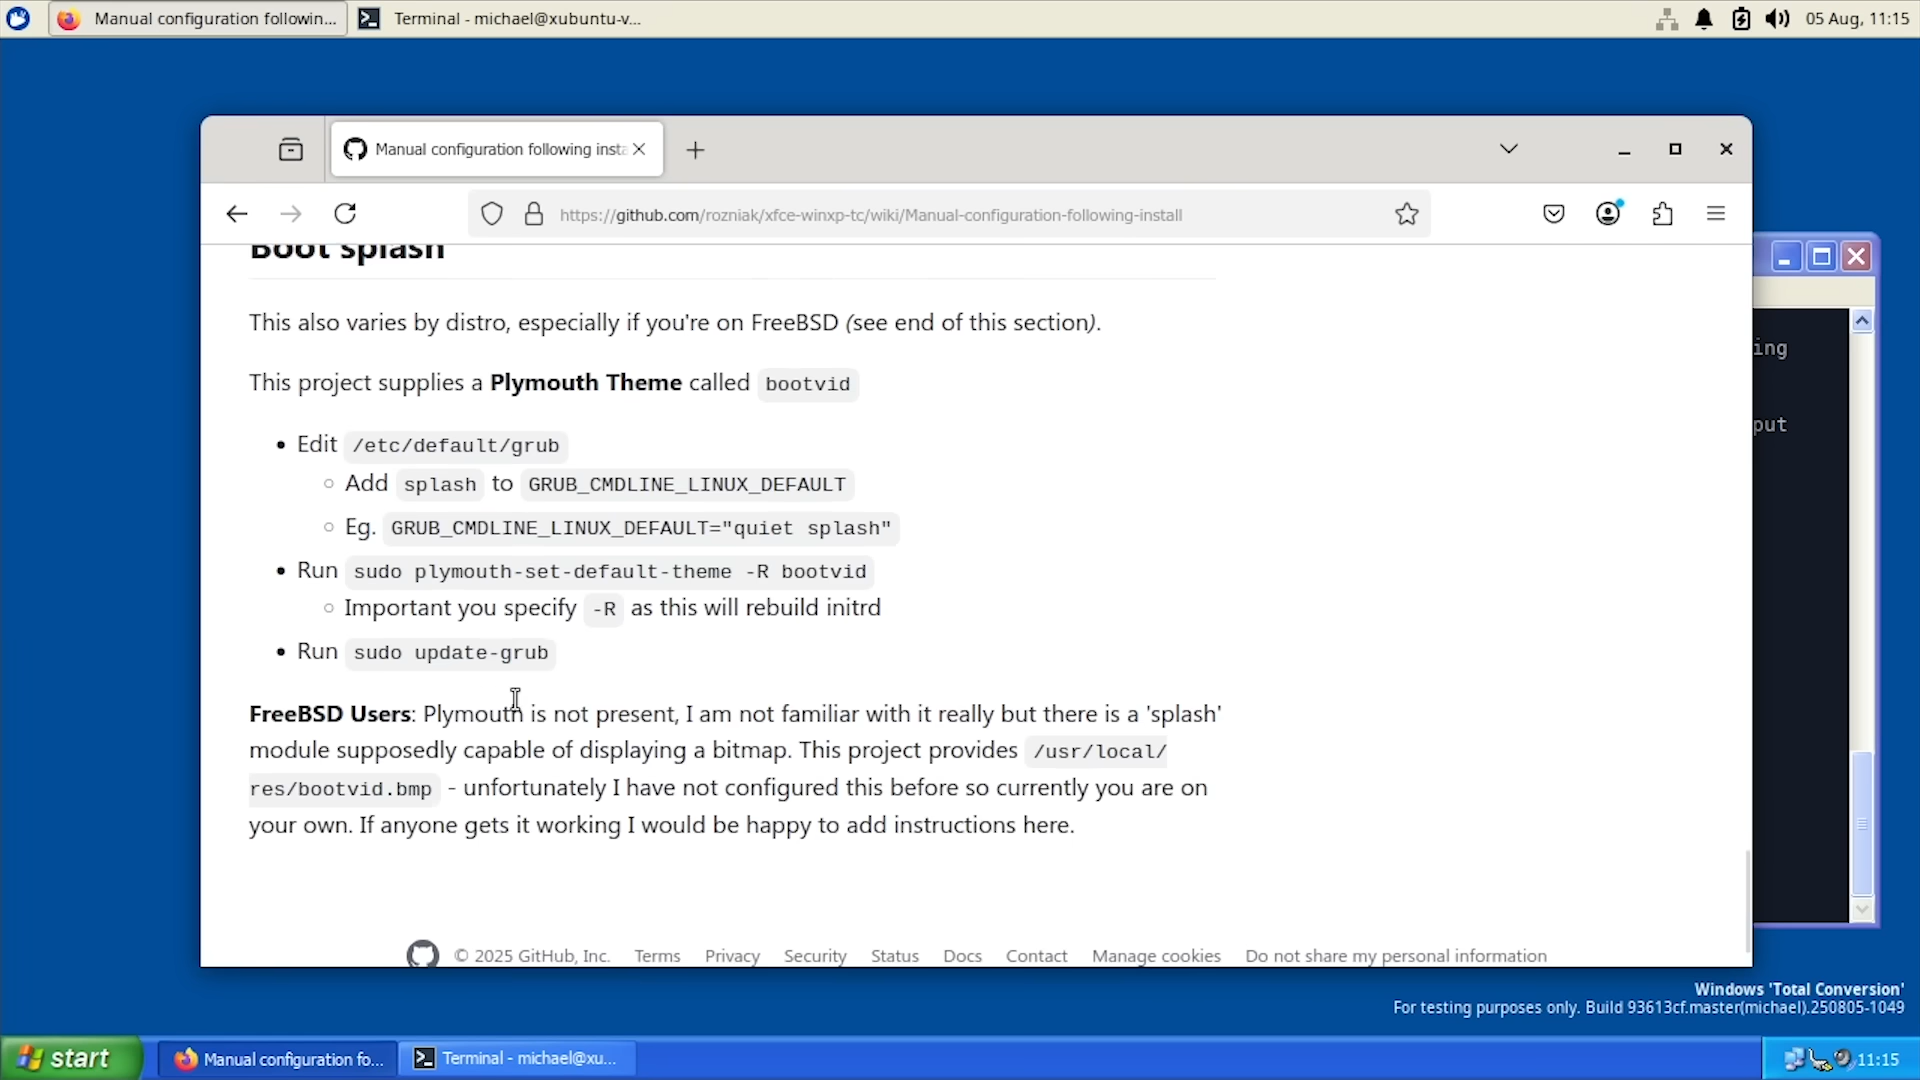 Manual configuration followin...
Terminal - michael@xubuntu-v...
05 Aug, 11:15
Manual configuration following insta
https://github.com/rozniak/xfce-winxp-tc/wiki/Manual-configuration-following-install
Boot splash
This also varies by distro, especially if you're on FreeBSD (see end of this section).
This project supplies a Plymouth Theme called bootvid
• Edit /etc/default/grub
◦ Add splash to GRUB_CMDLINE_LINUX_DEFAULT
◦ Eg. GRUB_CMDLINE_LINUX_DEFAULT="quiet splash"
• Run sudo plymouth-set-default-theme -R bootvid
◦ Important you specify -R as this will rebuild initrd
• Run sudo update-grub
FreeBSD Users: Plymouth is not present, I am not familiar with it really but there is a 'splash'
module supposedly capable of displaying a bitmap. This project provides /usr/local/
res/bootvid.bmp - unfortunately I have not configured this before so currently you are on
your own. If anyone gets it working I would be happy to add instructions here.
© 2025 GitHub, Inc. Terms Privacy Security Status Docs Contact Manage cookies Do not share my personal information
ing
put
Windows 'Total Conversion'
For testing purposes only. Build 93613cf.master(michael).250805-1049
start
Manual configuration fo...
Terminal - michael@xu...
11:15